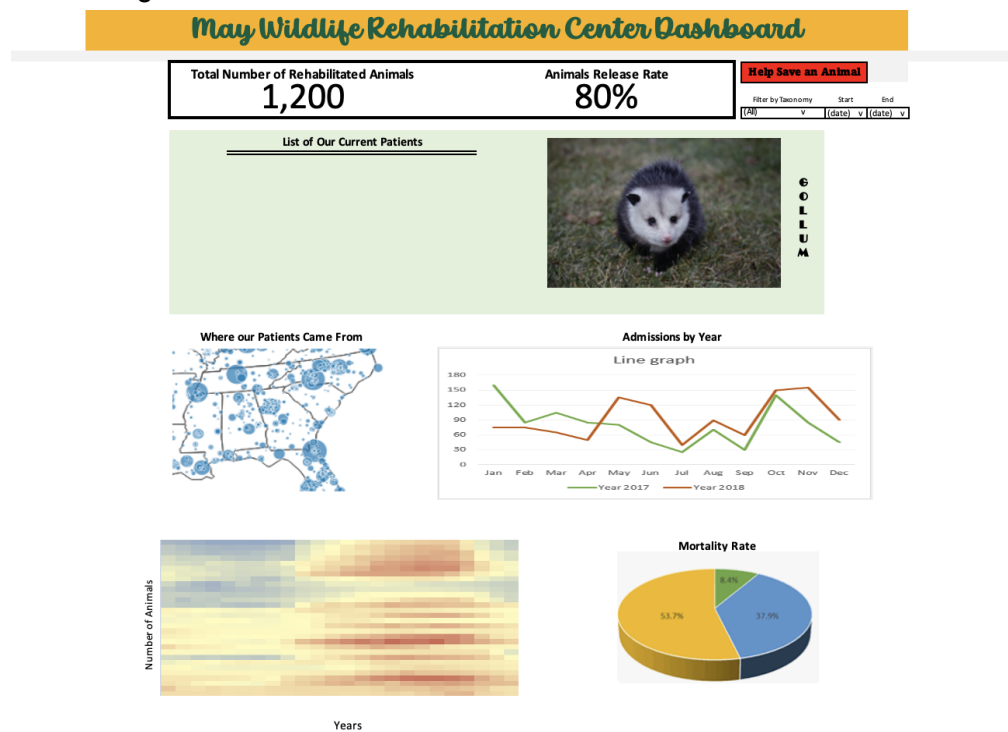 May Wildlife Rehabilitation Center Dashboard
Total Number of Rehabilitated Animals
1,200
Animals Release Rate
80%
Help Save an Animal
Filter by Taxonomy Start End
(All) v (date) v (date) v
List of Our Current Patients
GOLLUM
Where our Patients Came From
Admissions by Year
Line graph
180
150
120
90
60
30
0
Jan Feb Mar Apr May Jun Jul Aug Sep Oct Nov Dec
Year 2017 Year 2018
Number of Animals
Years
Mortality Rate
8.4%
53.7%
37.9%